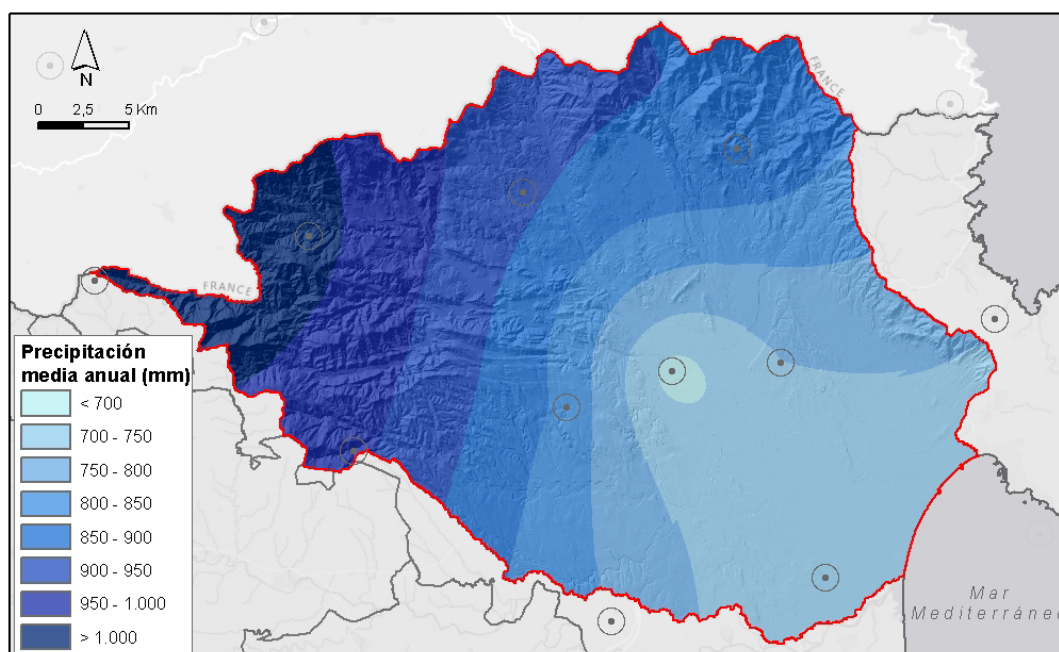 N
0 2,5 5 Km
FRANCE
FRANCE
Precipitación
media anual (mm)
< 700
700 - 750
750 - 800
800 - 850
850 - 900
900 - 950
950 - 1.000
> 1.000
Mar
Mediterráneo